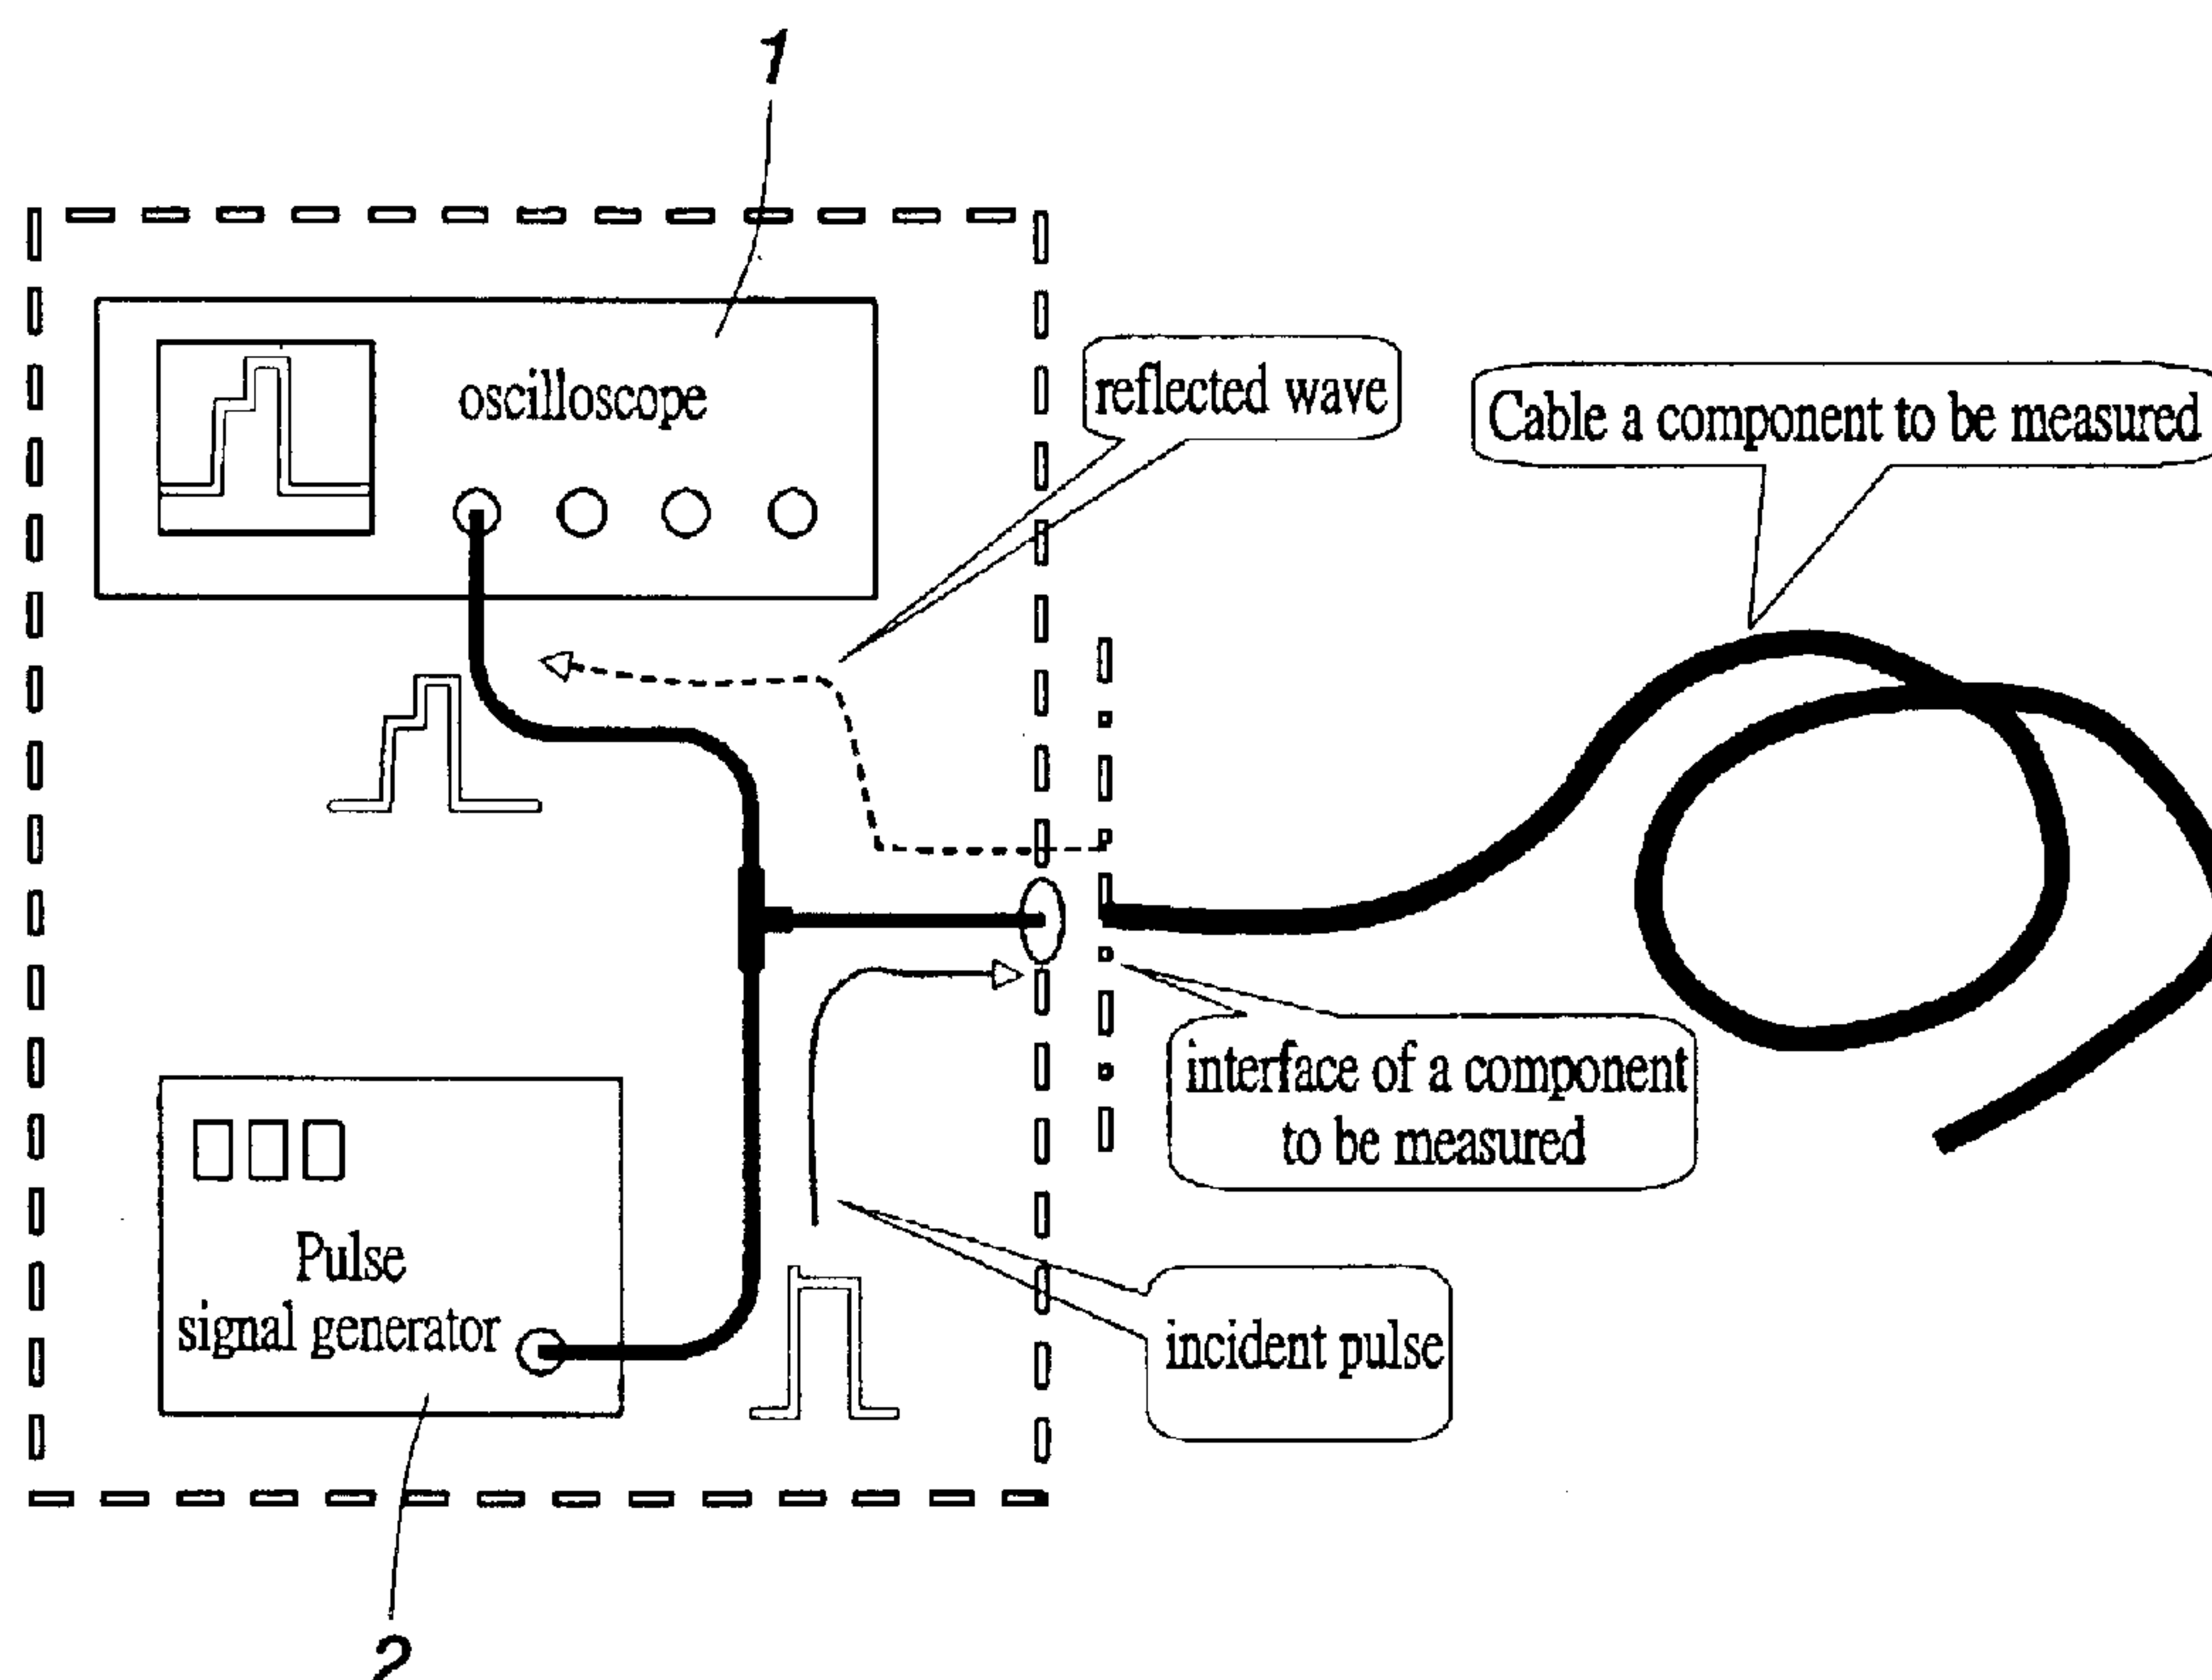 1
oscilloscope
reflected wave
Cable a component to be measured
interface of a component
to be measured
Pulse
signal generator
incident pulse
2